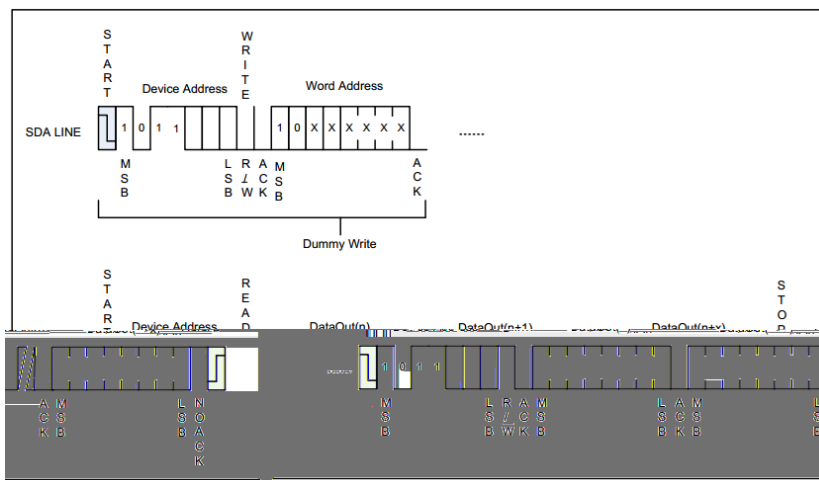 START
WRITE
Device Address
Word Address
SDA LINE
1 0 1 1
1 0 X X X X X X
......
MSB
LSB
R/W
ACK
MSB
ACK
Dummy Write
START
READ
STOP
Device Address
DataOut(n)
DataOut(n+1)
DataOut(n+x)
1 0 1 1
ACK
MSB
LSB
NOACK
MSB
LSB
R/W
ACK
MSB
LSB
ACK
MSB